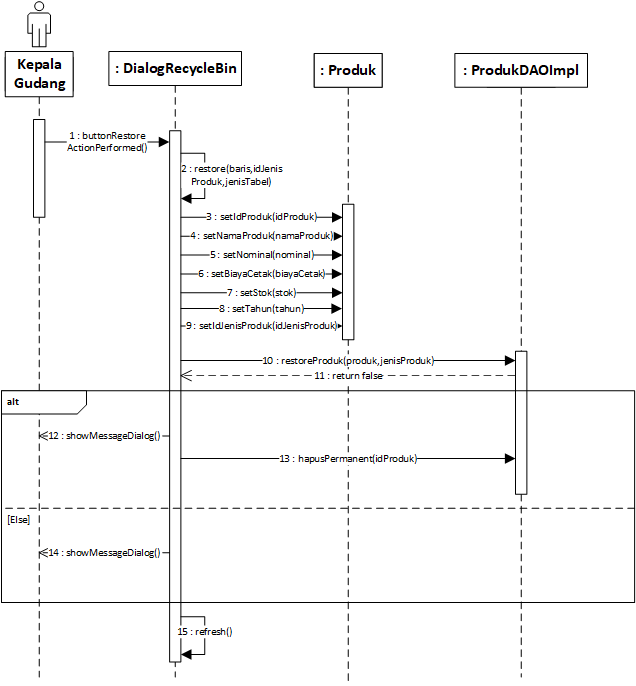 Kepala
Gudang
: DialogRecycleBin
: Produk
: ProdukDAOImpl
1 : buttonRestore
ActionPerformed()
2 : restore(baris,idJenis
Produk,jenisTabel)
3 : setIdProduk(idProduk)
4 : setNamaProduk(namaProduk)
5 : setNominal(nominal)
6 : setBiayaCetak(biayaCetak)
7 : setStok(stok)
8 : setTahun(tahun)
9 : setIdJenisProduk(idJenisProduk)
10 : restoreProduk(produk,jenisProduk)
11 : return false
alt
12 : showMessageDialog()
13 : hapusPermanent(idProduk)
[Else]
14 : showMessageDialog()
15 : refresh()